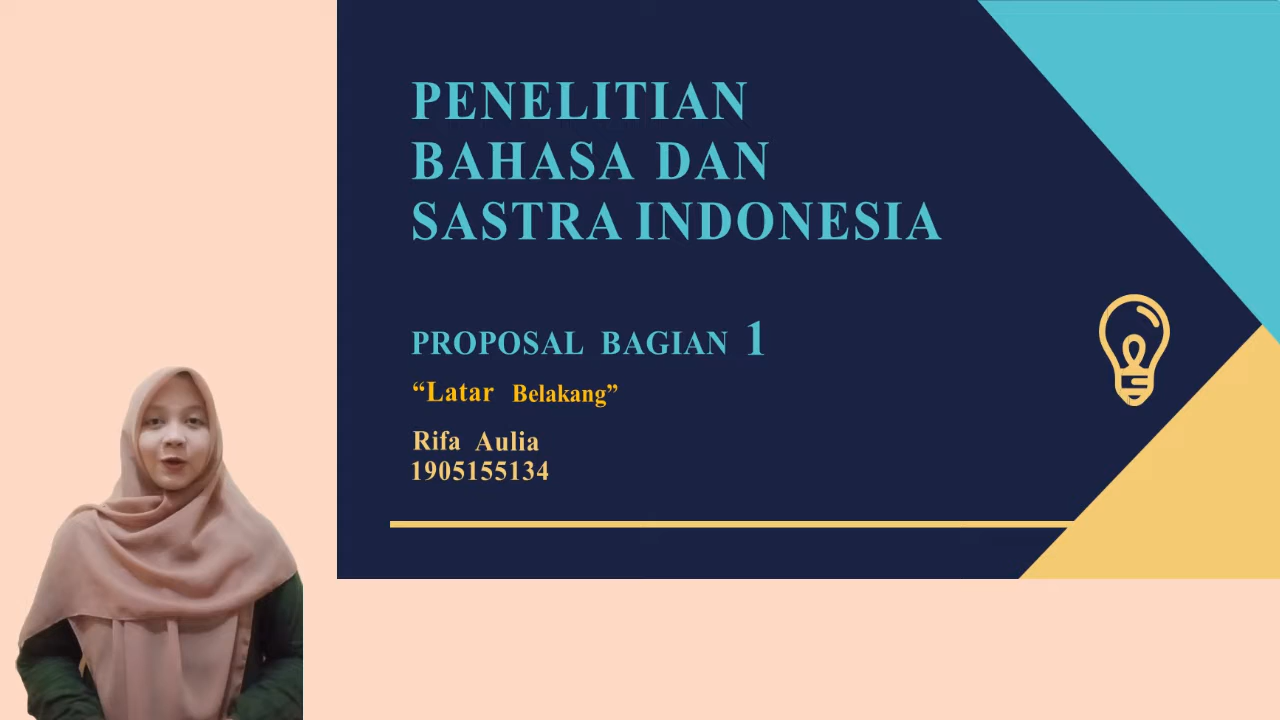 PENELITIAN
BAHASA DAN
SASTRA INDONESIA
PROPOSAL BAGIAN 1
“Latar Belakang”
Rifa Aulia
1905155134